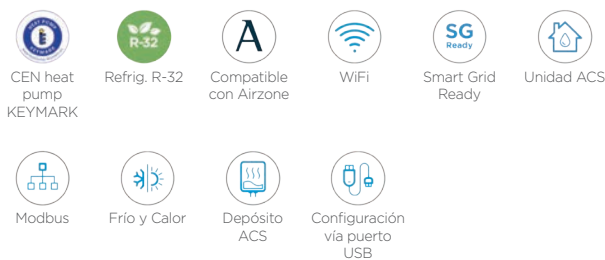 R-32
A
SG
Ready
CEN heat
pump
KEYMARK
Refrig. R-32
Compatible
con Airzone
WiFi
Smart Grid
Ready
Unidad ACS
Modbus
Frío y Calor
Depósito
ACS
Configuración
vía puerto
USB